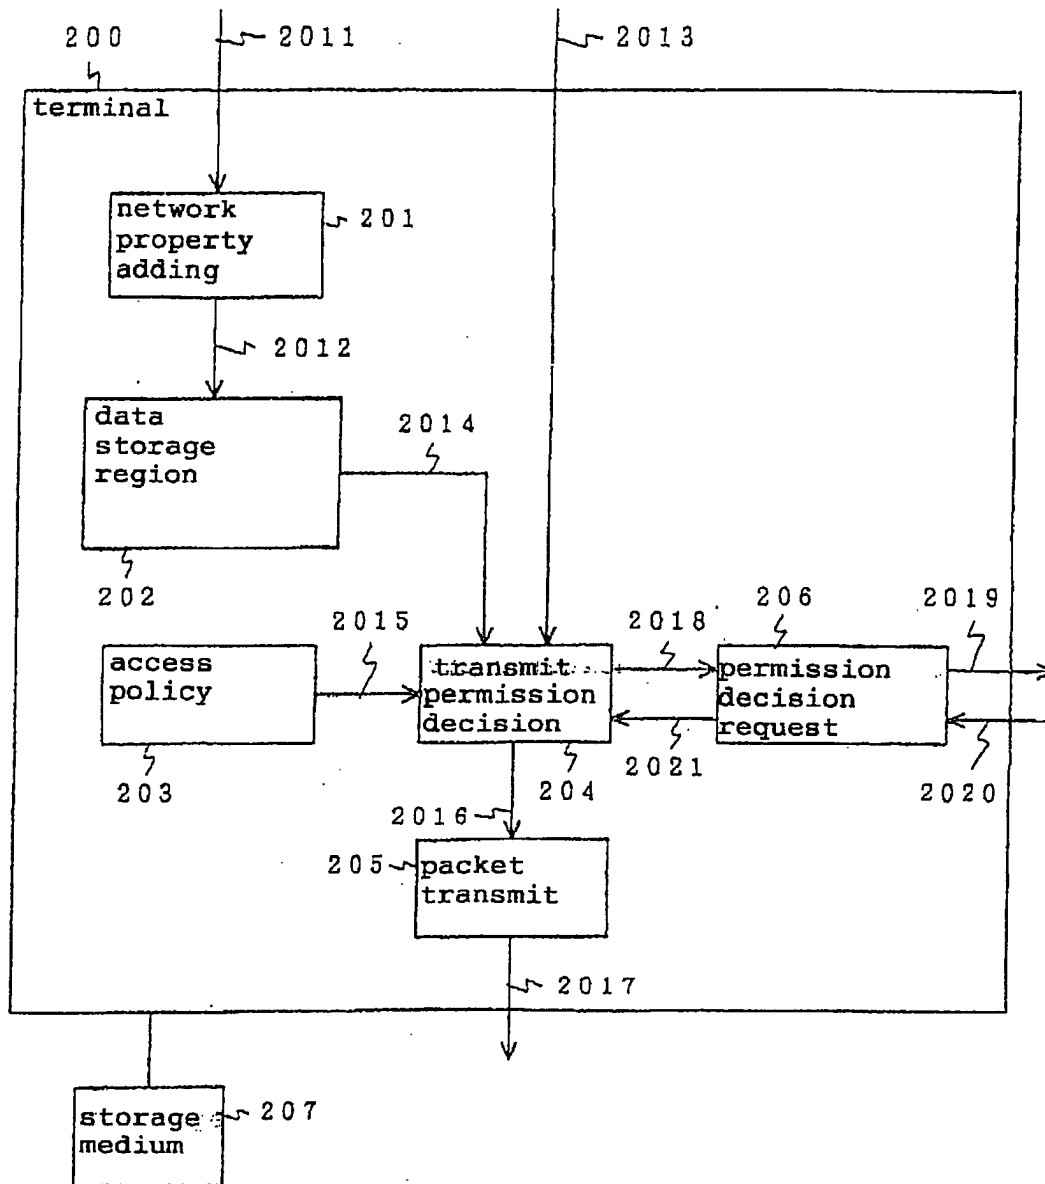 200
2011
2013
terminal
network
property
adding
201
2012
data
storage
region
2014
202
2015
2018
206
2019
access
policy
transmit
permission
decision
permission
decision
request
203
204
2021
2020
2016
205
packet
transmit
2017
storage
medium
207